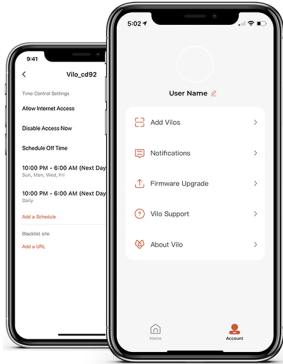 9:41
Vilo_cd92
Time Control Settings
Allow Internet Access
Disable Access Now
Schedule Off Time
10:00 PM - 6:00 AM (Next Day
Sun, Mon, Wed, Fri
10:00 PM - 6:00 AM (Next Day
Daily
Add a Schedule
Blacklist site
Add a URL
5:02
User Name
Add Vilos
Notifications
Firmware Upgrade
Vilo Support
About Vilo
Home
Account